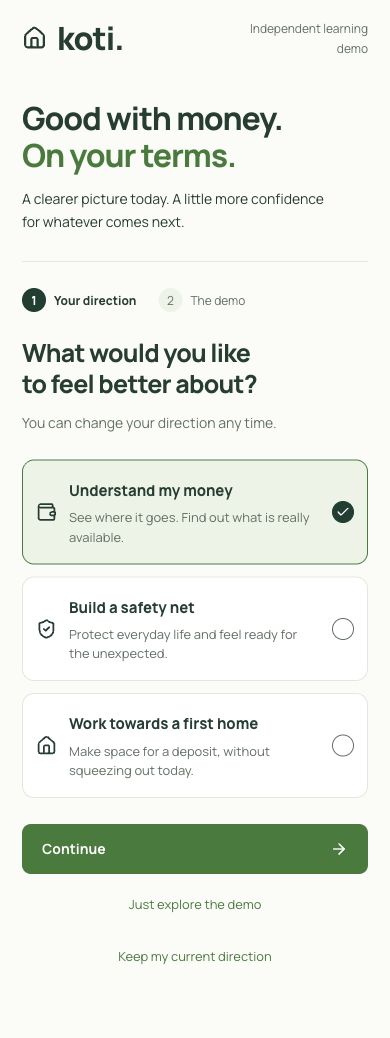 koti.
Independent learning
demo
Good with money.
On your terms.
A clearer picture today. A little more confidence
for whatever comes next.
1 Your direction 2 The demo
What would you like
to feel better about?
You can change your direction any time.
Understand my money
See where it goes. Find out what is really
available.
Build a safety net
Protect everyday life and feel ready for
the unexpected.
Work towards a first home
Make space for a deposit, without
squeezing out today.
Continue
Just explore the demo
Keep my current direction